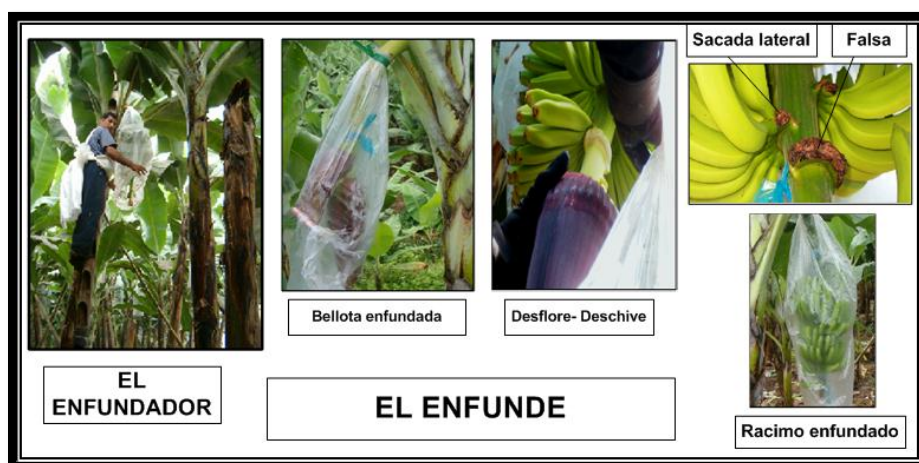 Sacada lateral
Falsa
Bellota enfundada
Desflore- Deschive
EL
ENFUNDADOR
EL ENFUNDE
Racimo enfundado